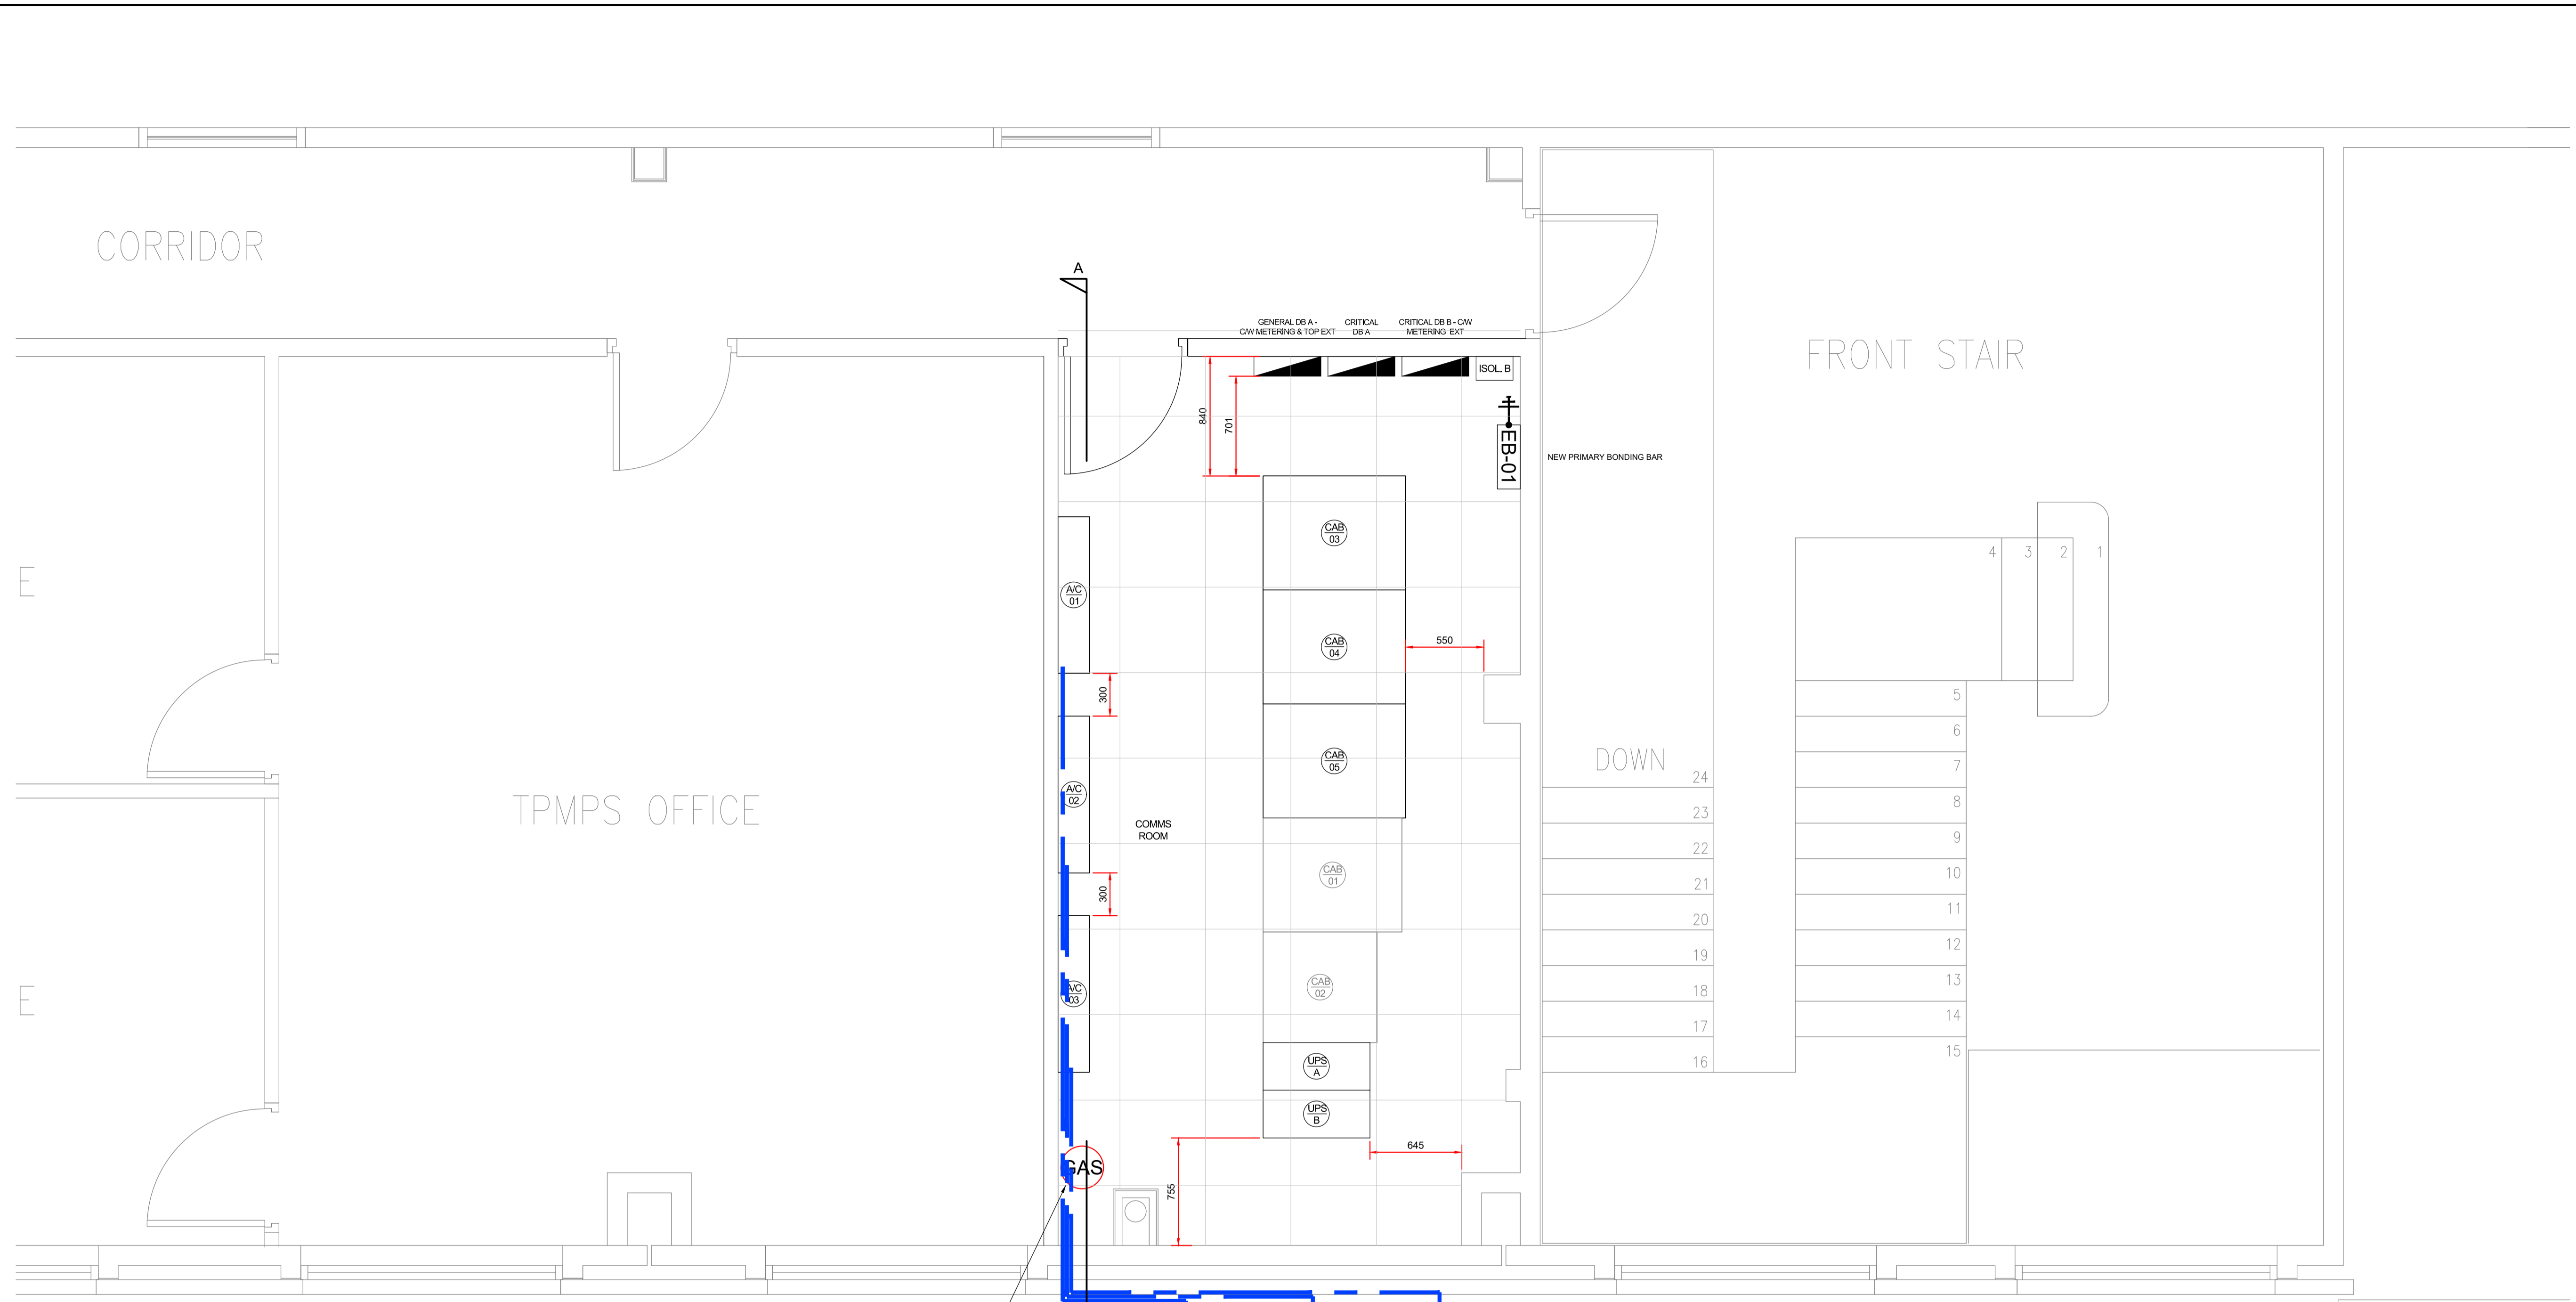 CORRIDOR
A
GENERAL DB A -
C/W METERING & TOP EXT
CRITICAL
DB A
CRITICAL DB B - C/W
METERING EXT
FRONT STAIR
ISOL. B
840
701
EB-01
NEW PRIMARY BONDING BAR
CAB
03
4
3
2
1
E
A/C
01
CAB
04
550
300
5
6
7
8
9
10
11
12
13
14
15
DOWN
24
23
22
21
20
19
18
17
16
CAB
05
A/C
02
TPMPS OFFICE
COMMS
ROOM
CAB
01
300
E
A/C
03
CAB
02
UPS
A
UPS
B
645
GAS
755